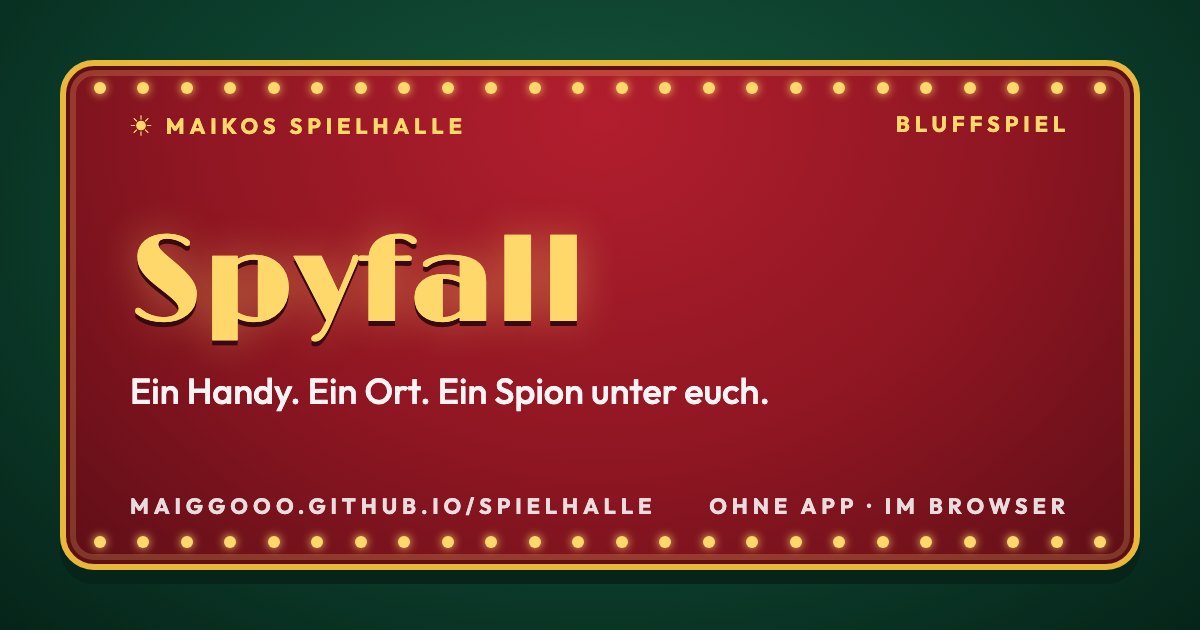 ☀ MAIKOS SPIELHALLE
BLUFFSPIEL
Spyfall
Ein Handy. Ein Ort. Ein Spion unter euch.
MAIGGOOO.GITHUB.IO/SPIELHALLE
OHNE APP · IM BROWSER